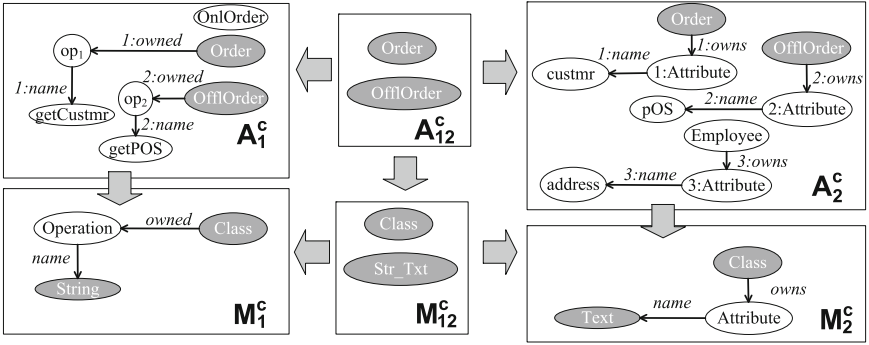 OnlOrder
op1
1:owned
Order
1:name
2:owned
op2
OfflOrder
getCustmr
2:name
getPOS
A1c
Order
OfflOrder
A12c
Order
1:owns
OfflOrder
1:name
custmr
1:Attribute
2:owns
pOS
2:name
2:Attribute
Employee
3:owns
address
3:name
3:Attribute
A2c
Operation
owned
Class
name
String
M1c
Class
Str_Txt
M12c
Class
owns
Text
name
Attribute
M2c